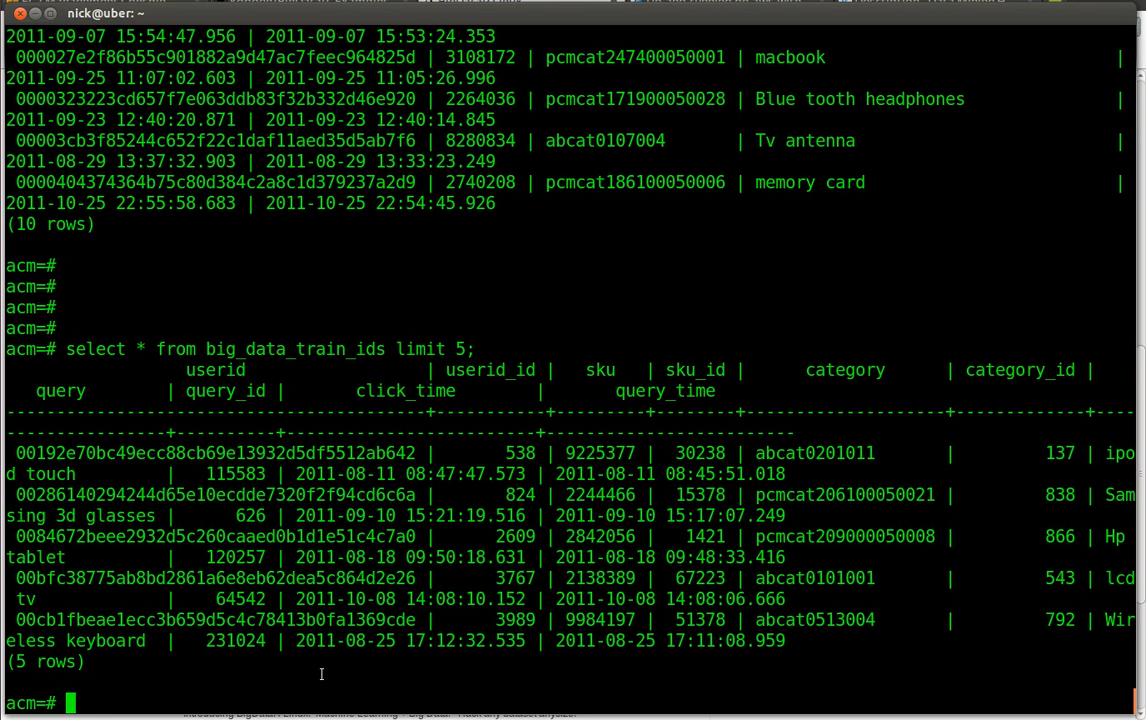 nick@uber: ~
2011-09-07 15:54:47.956 | 2011-09-07 15:53:24.353
000027e2f86b55c901882a9d47ac7feec964825d | 3108172 | pcmcat247400050001 | macbook |
2011-09-25 11:07:02.603 | 2011-09-25 11:05:26.996
0000323223cd657f7e063ddb83f32b332d46e920 | 2264036 | pcmcat171900050028 | Blue tooth headphones |
2011-09-23 12:40:20.871 | 2011-09-23 12:40:14.845
00003cb3f85244c652f22c1daf11aed35d5ab7f6 | 8280834 | abcat0107004 | Tv antenna |
2011-08-29 13:37:32.903 | 2011-08-29 13:33:23.249
0000404374364b75c80d384c2a8c1d379237a2d9 | 2740208 | pcmcat186100050006 | memory card |
2011-10-25 22:55:58.683 | 2011-10-25 22:54:45.926
(10 rows)
acm=#
acm=#
acm=#
acm=#
acm=# select * from big_data_train_ids limit 5;
userid | userid_id | sku | sku_id | category | category_id |
query | query_id | click_time | query_time
------------------------------------------+-----------+---------+--------+--------------------+-------------+----
----------------+----------+-------------------------+-------------------------
00192e70bc49ecc88cb69e13932d5df5512ab642 | 538 | 9225377 | 30238 | abcat0201011 | 137 | ipo
d touch | 115583 | 2011-08-11 08:47:47.573 | 2011-08-11 08:45:51.018
00286140294244d65e10ecdde7320f2f94cd6c6a | 824 | 2244466 | 15378 | pcmcat206100050021 | 838 | Sam
sing 3d glasses | 626 | 2011-09-10 15:21:19.516 | 2011-09-10 15:17:07.249
0084672beee2932d5c260caaed0b1d1e51c4c7a0 | 2609 | 2842056 | 1421 | pcmcat209000050008 | 866 | Hp
tablet | 120257 | 2011-08-18 09:50:18.631 | 2011-08-18 09:48:33.416
00bfc38775ab8bd2861a6e8eb62dea5c864d2e26 | 3767 | 2138389 | 67223 | abcat0101001 | 543 | lcd
tv | 64542 | 2011-10-08 14:08:10.152 | 2011-10-08 14:08:06.666
00cb1fbeae1ecc3b659d5c4c78413b0fa1369cde | 3989 | 9984197 | 51378 | abcat0513004 | 792 | Wir
eless keyboard | 231024 | 2011-08-25 17:12:32.535 | 2011-08-25 17:11:08.959
(5 rows)
acm=#